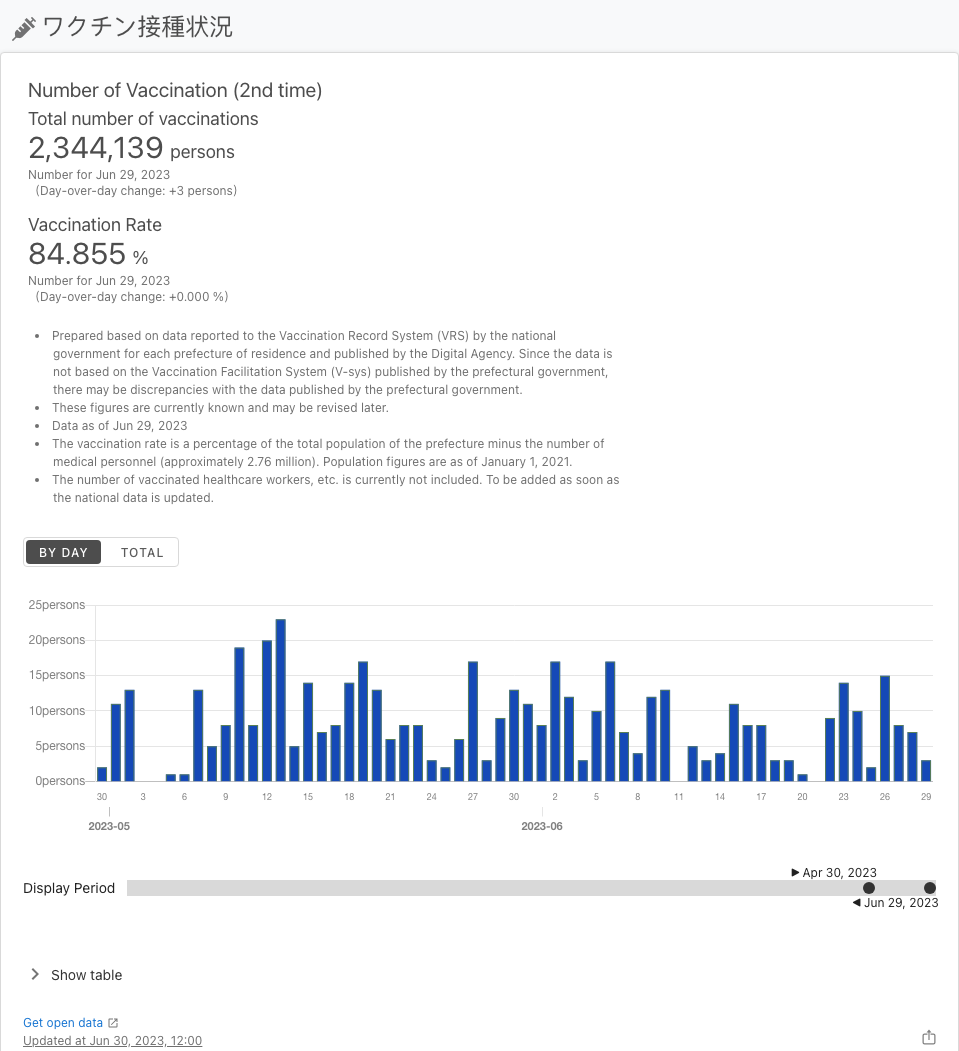 ワクチン接種状況
Number of Vaccination (2nd time)
Total number of vaccinations
2,344,139 persons
Number for Jun 29, 2023
(Day-over-day change: +3 persons)
Vaccination Rate
84.855 %
Number for Jun 29, 2023
(Day-over-day change: +0.000 %)
• Prepared based on data reported to the Vaccination Record System (VRS) by the national
government for each prefecture of residence and published by the Digital Agency. Since the data is
not based on the Vaccination Facilitation System (V-sys) published by the prefectural government,
there may be discrepancies with the data published by the prefectural government.
• These figures are currently known and may be revised later.
• Data as of Jun 29, 2023
• The vaccination rate is a percentage of the total population of the prefecture minus the number of
medical personnel (approximately 2.76 million). Population figures are as of January 1, 2021.
• The number of vaccinated healthcare workers, etc. is currently not included. To be added as soon as
the national data is updated.
BY DAY TOTAL
25persons
20persons
15persons
10persons
5persons
0persons
30 3 6 9 12 15 18 21 24 27 30 2 5 8 11 14 17 20 23 26 29
2023-05 2023-06
Apr 30, 2023
Display Period
Jun 29, 2023
Show table
Get open data
Updated at Jun 30, 2023, 12:00